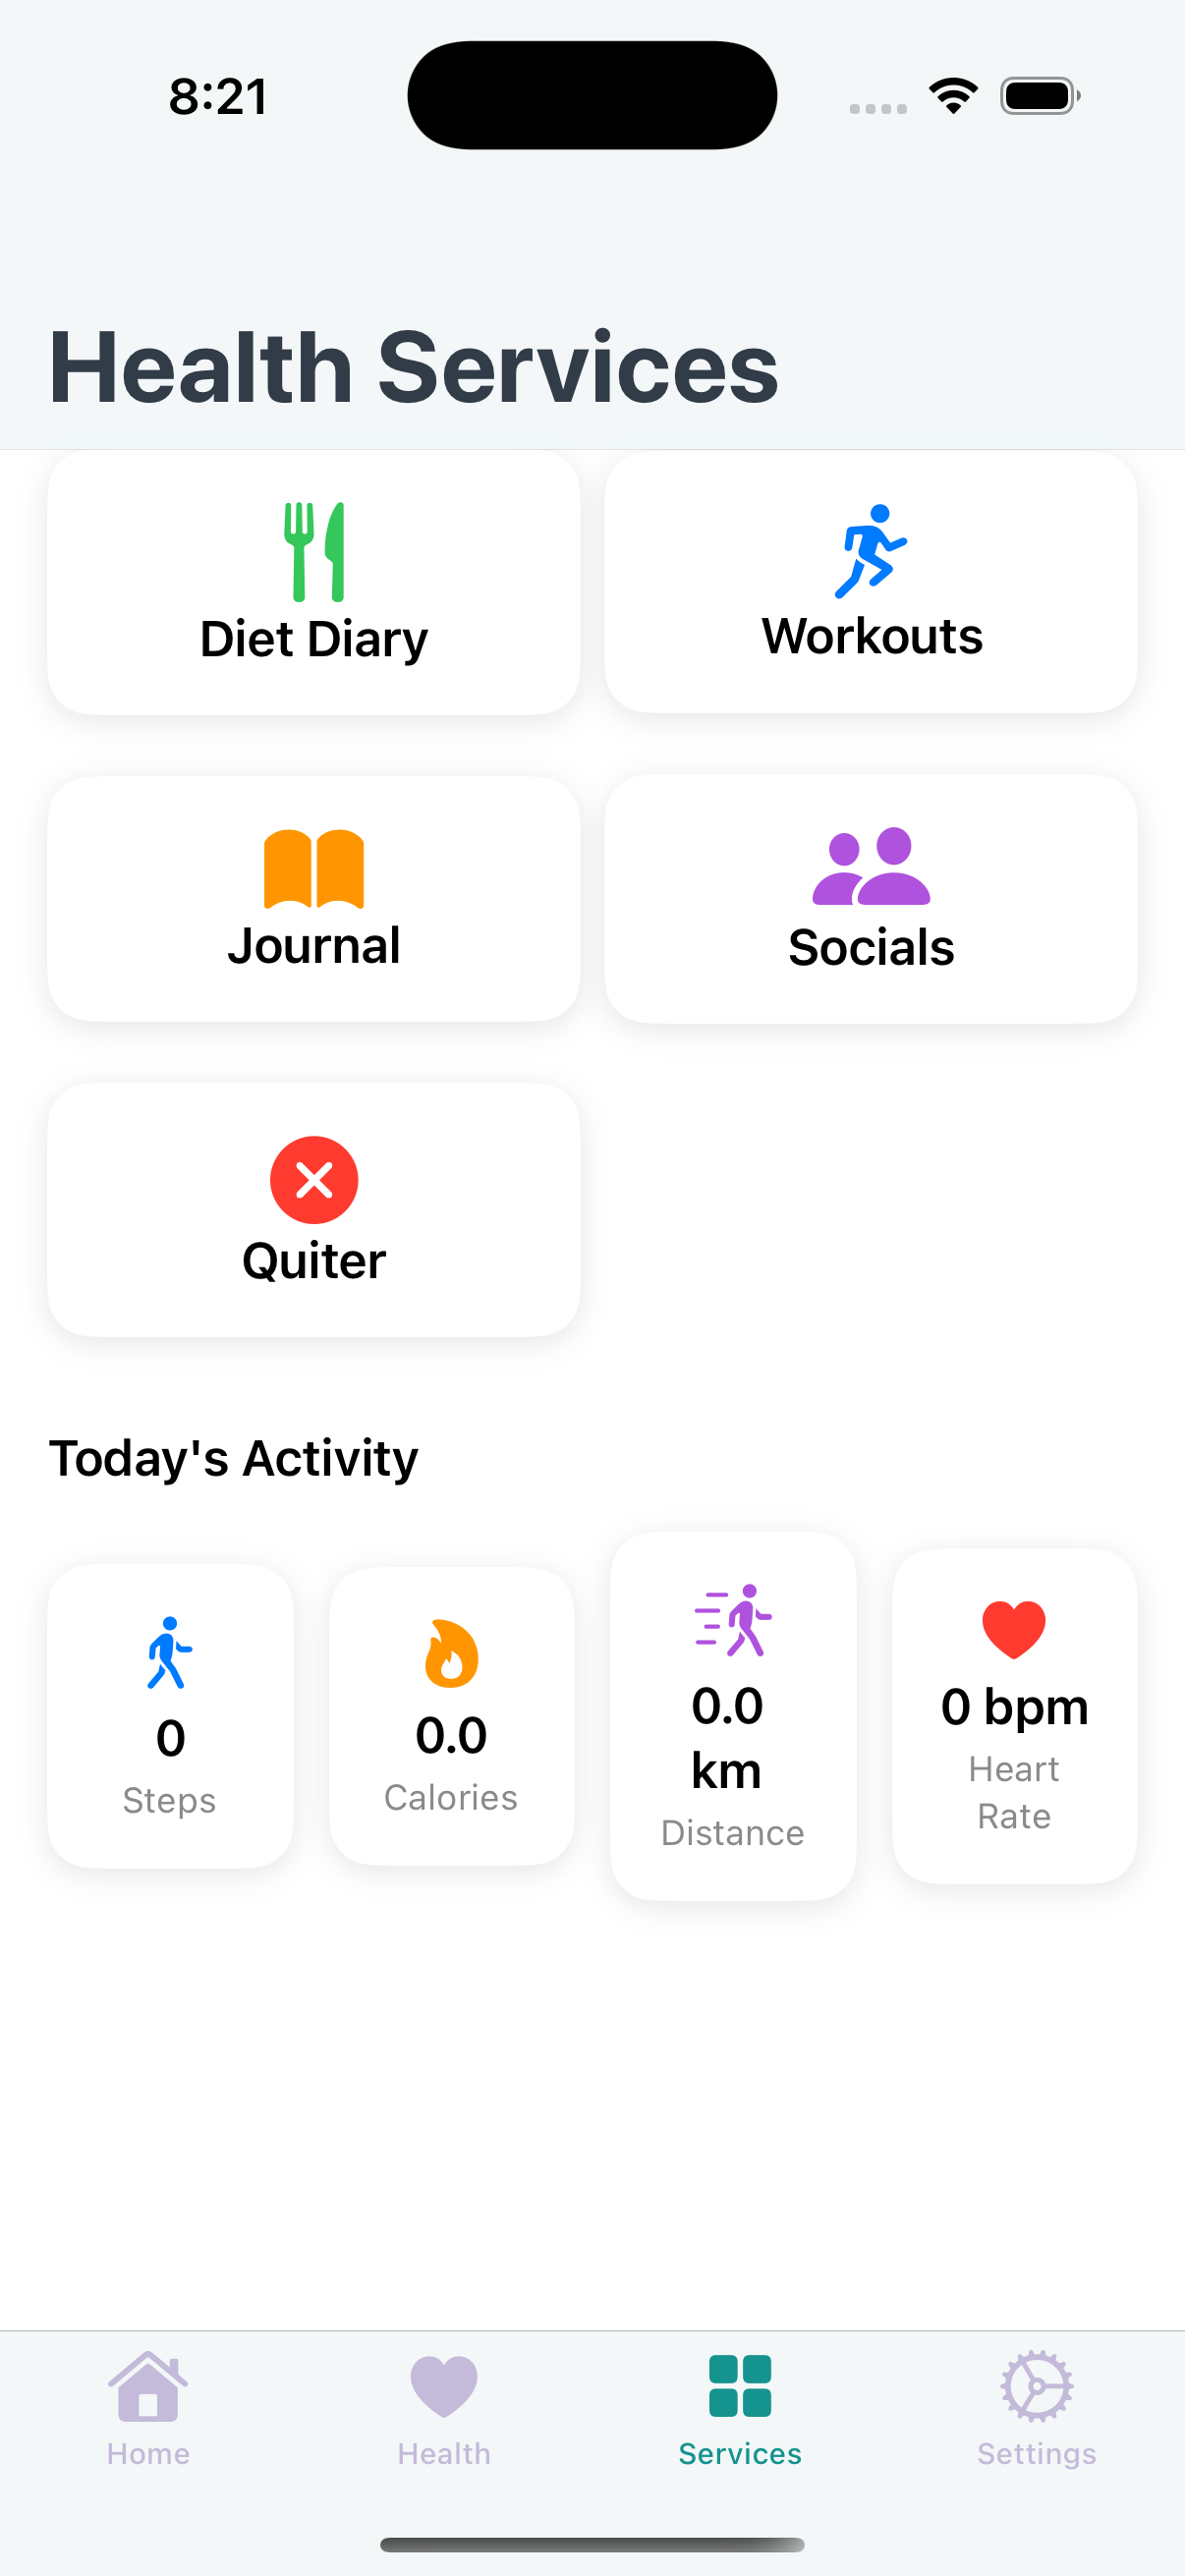 8:21
Health Services
Diet Diary
Workouts
Journal
Socials
Quiter
Today's Activity
0
Steps
0.0
Calories
0.0
km
Distance
0 bpm
Heart
Rate
Home
Health
Services
Settings